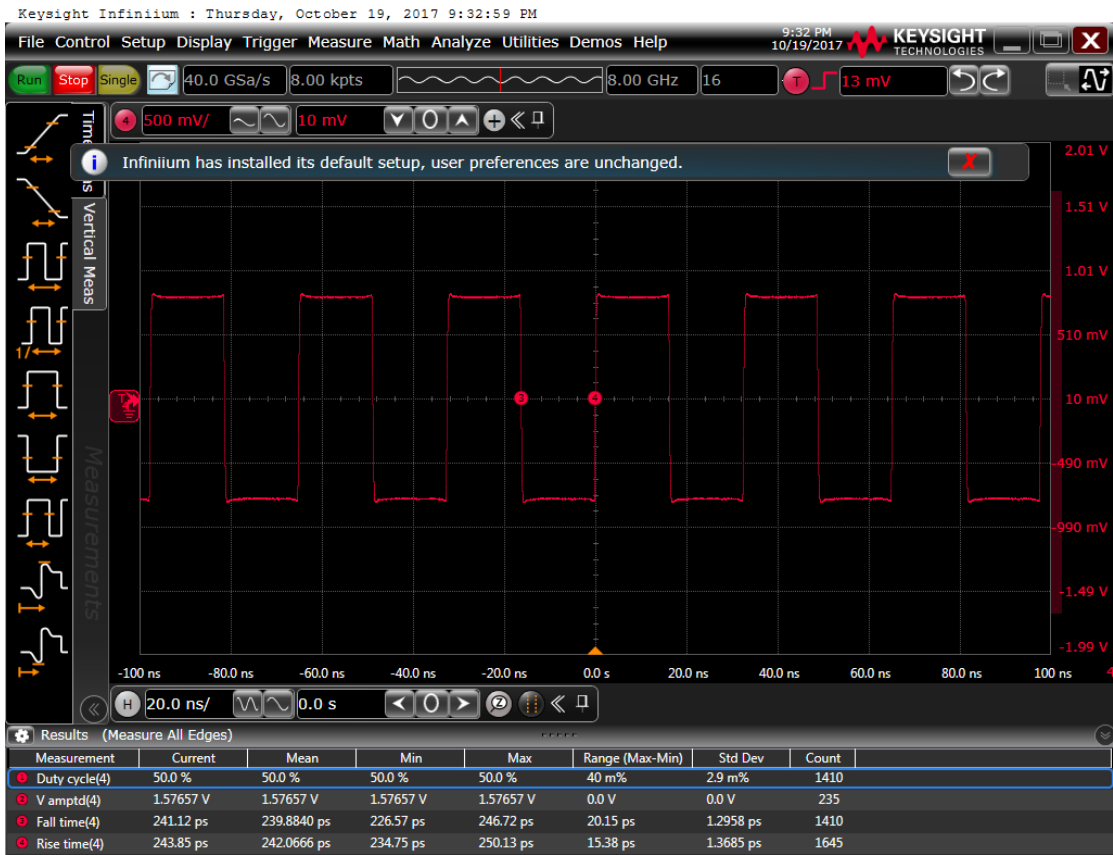 Keysight Infiniium : Thursday, October 19, 2017 9:32:59 PM
File Control Setup Display Trigger Measure Math Analyze Utilities Demos Help
9:32 PM
10/19/2017
KEYSIGHT
TECHNOLOGIES
Run Stop Single 40.0 GSa/s 8.00 kpts 8.00 GHz 16 T 13 mV
4 500 mV/ 10 mV 0
Infiniium has installed its default setup, user preferences are unchanged.
Vertical Meas
1/
Measurements
2.01 V
1.51 V
1.01 V
510 mV
3 4 10 mV
-490 mV
-990 mV
-1.49 V
-1.99 V
-100 ns -80.0 ns -60.0 ns -40.0 ns -20.0 ns 0.0 s 20.0 ns 40.0 ns 60.0 ns 80.0 ns 100 ns
H 20.0 ns/ 0.0 s 0 Z
Results (Measure All Edges)
Measurement Current Mean Min Max Range (Max-Min) Std Dev Count
Duty cycle(4) 50.0 % 50.0 % 50.0 % 50.0 % 40 m% 2.9 m% 1410
V amptd(4) 1.57657 V 1.57657 V 1.57657 V 1.57657 V 0.0 V 0.0 V 235
3 Fall time(4) 241.12 ps 239.8840 ps 226.57 ps 246.72 ps 20.15 ps 1.2958 ps 1410
4 Rise time(4) 243.85 ps 242.0666 ps 234.75 ps 250.13 ps 15.38 ps 1.3685 ps 1645